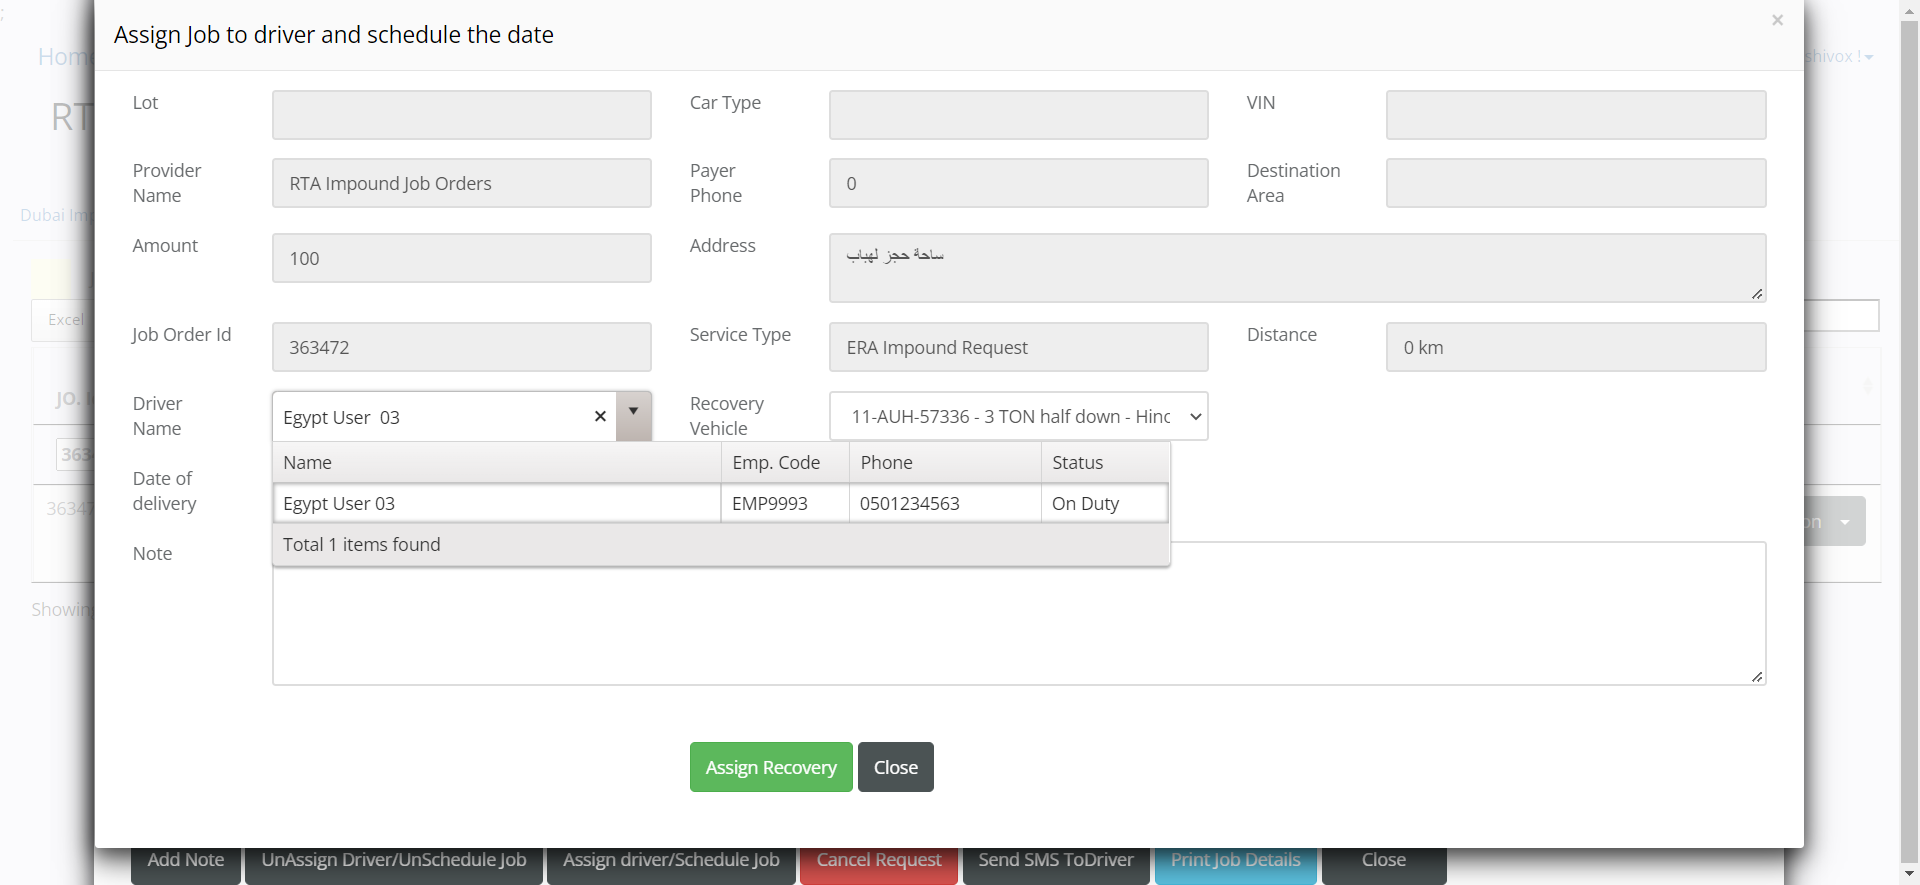 ;
Assign Job to driver and schedule the date
×
Home
shivox !
RT
Lot
Car Type
VIN
Provider Name
RTA Impound Job Orders
Payer Phone
0
Destination Area
Dubai Im
Amount
100
Address
ساحة حجز لهباب
J
Excel
Job Order Id
363472
Service Type
ERA Impound Request
Distance
0 km
JO. I
Driver Name
Egypt User 03
Recovery Vehicle
11-AUH-57336 - 3 TON half down - Hinc
363
Name Emp. Code Phone Status
Date of delivery
Egypt User 03 EMP9993 0501234563 On Duty
36347
on
Total 1 items found
Note
Showing
Assign Recovery
Close
Add Note
UnAssign Driver/UnSchedule Job
Assign driver/Schedule Job
Cancel Request
Send SMS ToDriver
Print Job Details
Close